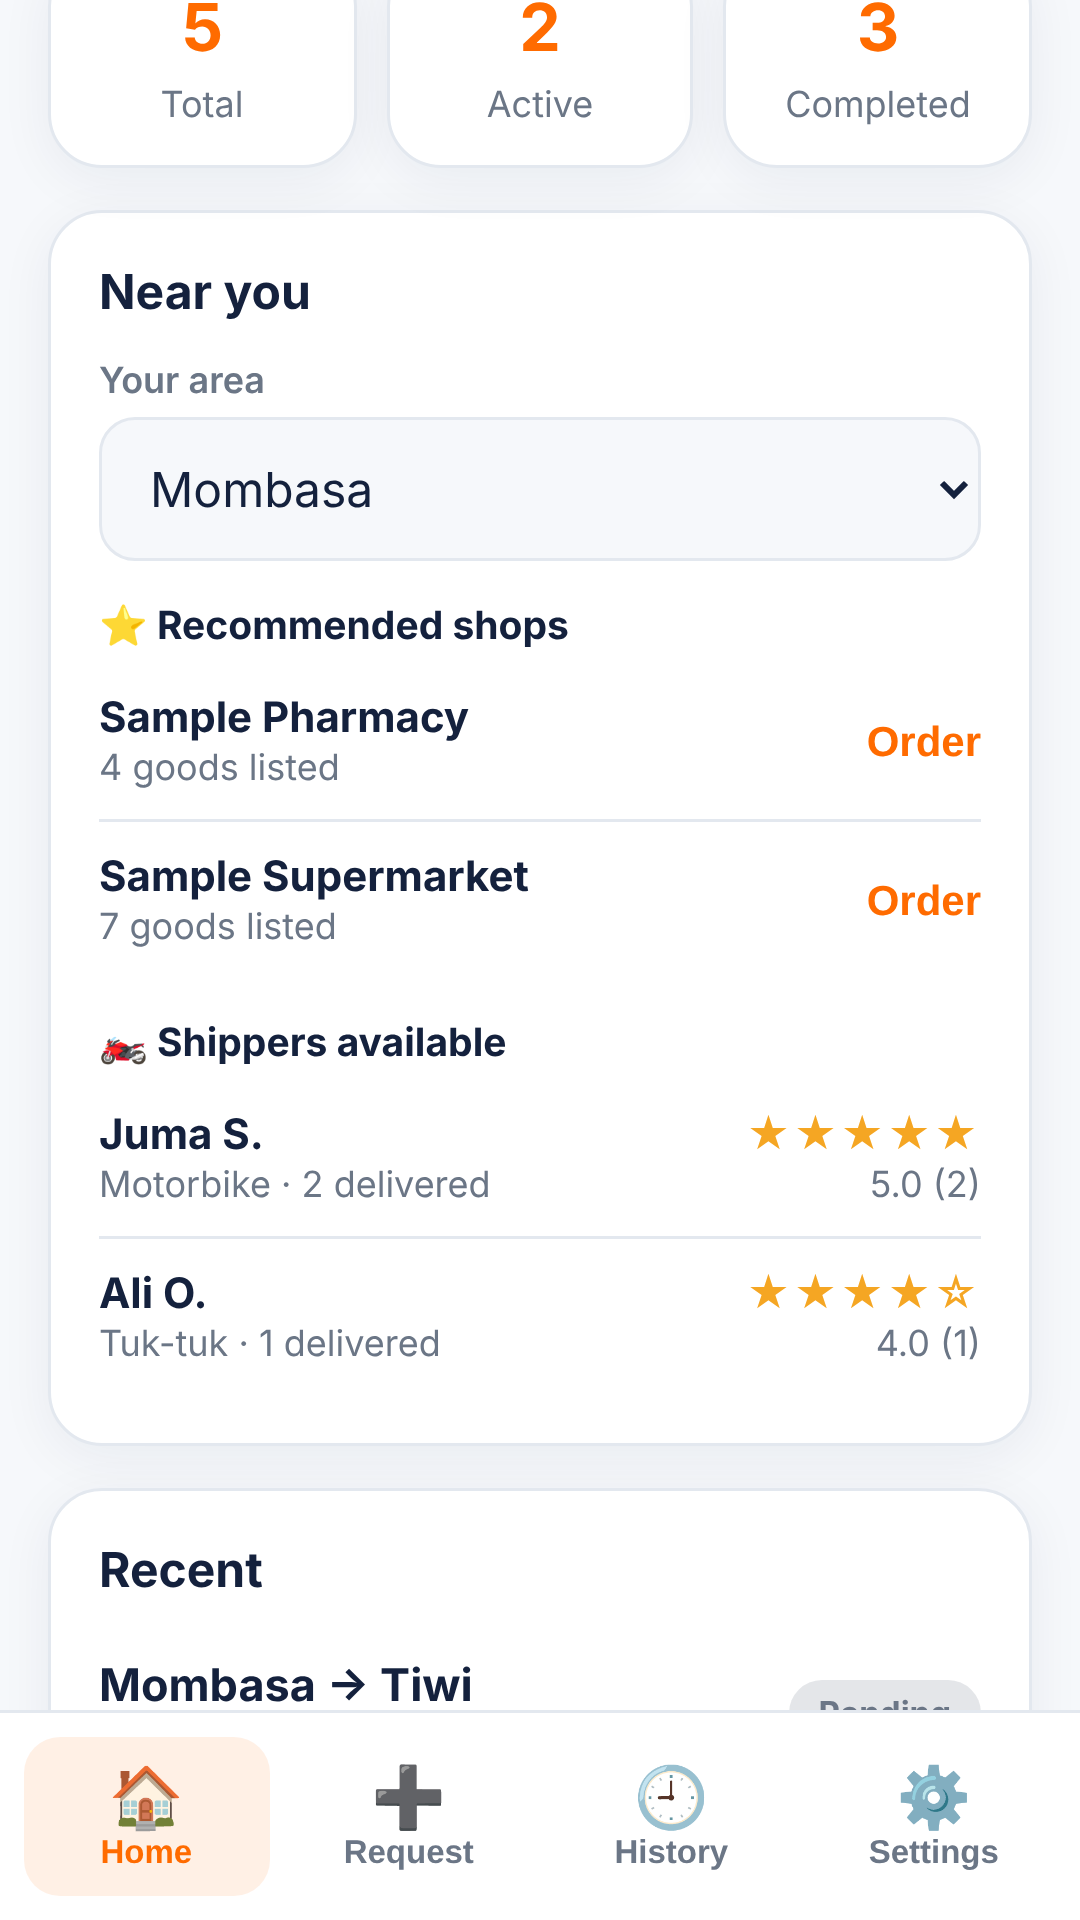 5
2
3
Total
Active
Completed
Near you
Your area
Mombasa
⭐ Recommended shops
Sample Pharmacy
4 goods listed
Order
Sample Supermarket
7 goods listed
Order
🏍️ Shippers available
Juma S.
★★★★★
Motorbike · 2 delivered
5.0 (2)
Ali O.
★★★★☆
Tuk-tuk · 1 delivered
4.0 (1)
Recent
Mombasa → Tiwi
Pending
Home
Request
History
Settings